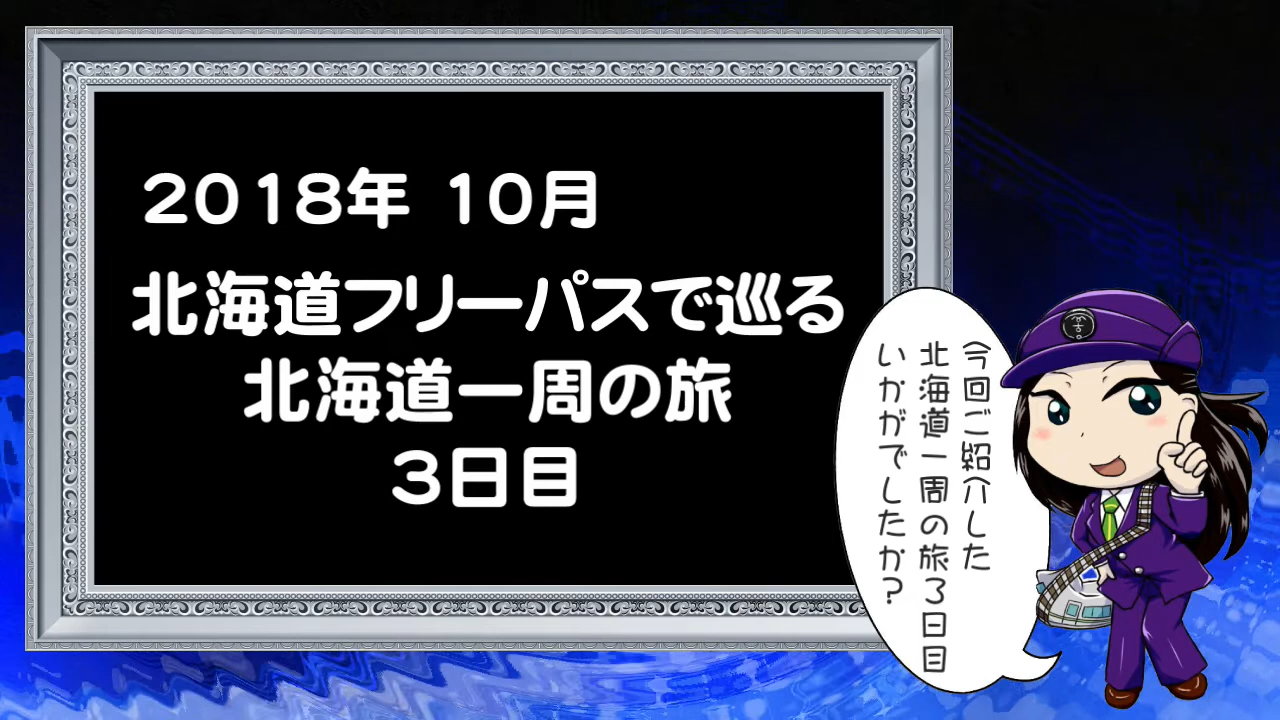 2018年 10月
北海道フリーパスで巡る
北海道一周の旅
3日目
今回ご紹介した
北海道一周の旅3日目
いかがでしたか?